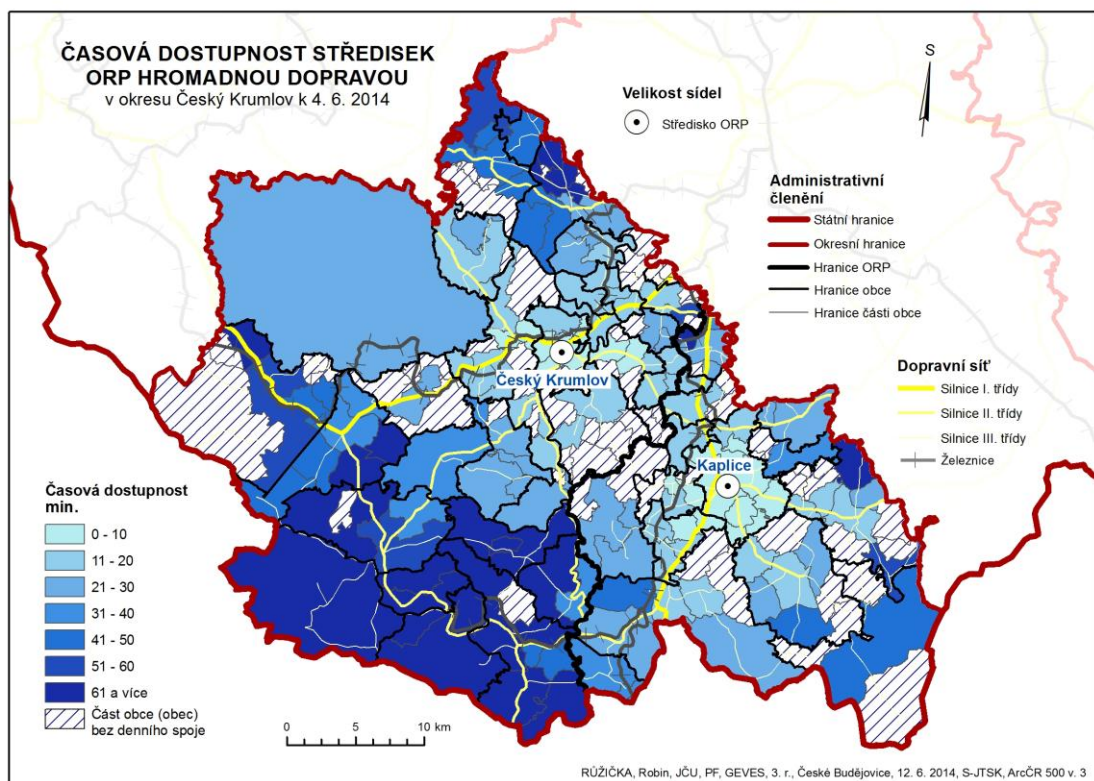 ČASOVÁ DOSTUPNOST STŘEDISEK
ORP HROMADNOU DOPRAVOU
v okresu Český Krumlov k 4. 6. 2014
Velikost sídel
Středisko ORP
S
Administrativní
členění
Státní hranice
Okresní hranice
Hranice ORP
Hranice obce
Hranice části obce
Dopravní síť
Silnice I. třídy
Silnice II. třídy
Silnice III. třídy
Železnice
Český Krumlov
Kaplice
Časová dostupnost
min.
0 - 10
11 - 20
21 - 30
31 - 40
41 - 50
51 - 60
61 a více
Část obce (obec)
bez denního spoje
0 5 10 km
RŮŽIČKA, Robin, JČU, PF, GEVES, 3. r., České Budějovice, 12. 6. 2014, S-JTSK, ArcČR 500 v. 3